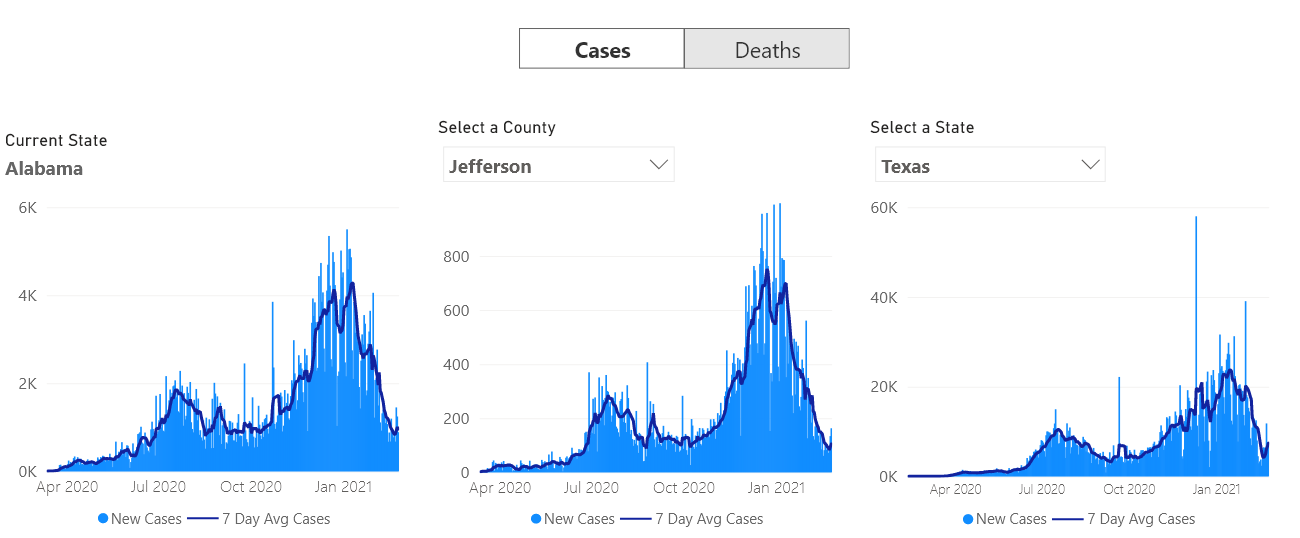 Cases Deaths
Current State
Alabama
6K
4K
2K
0K
Apr 2020 Jul 2020 Oct 2020 Jan 2021
New Cases 7 Day Avg Cases
Select a County
Jefferson
800
600
400
200
0
Apr 2020 Jul 2020 Oct 2020 Jan 2021
New Cases 7 Day Avg Cases
Select a State
Texas
60K
40K
20K
0K
Apr 2020 Jul 2020 Oct 2020 Jan 2021
New Cases 7 Day Avg Cases